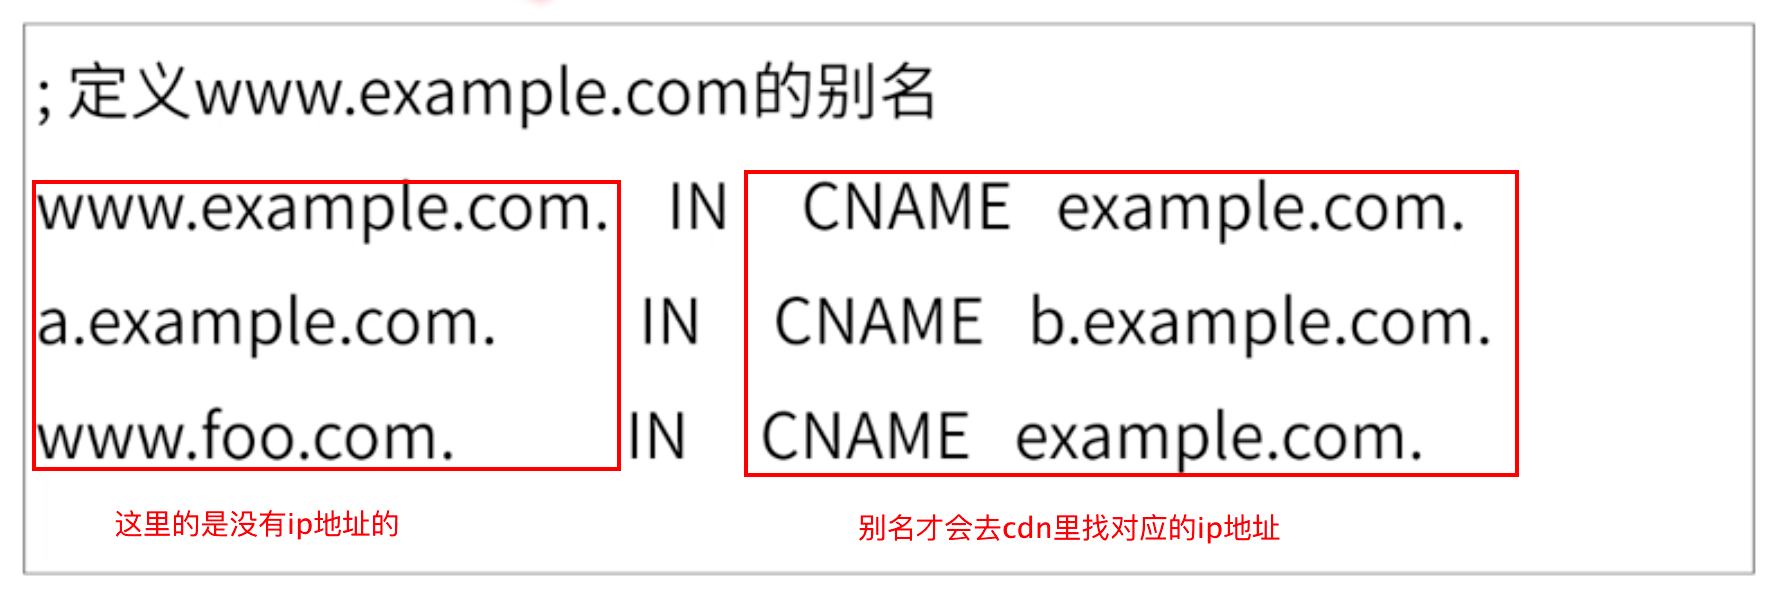 ; 定义www.example.com的别名
www.example.com. IN CNAME example.com.
a.example.com. IN CNAME b.example.com.
www.foo.com. IN CNAME example.com.
这里的是没有ip地址的 别名才会去cdn里找对应的ip地址